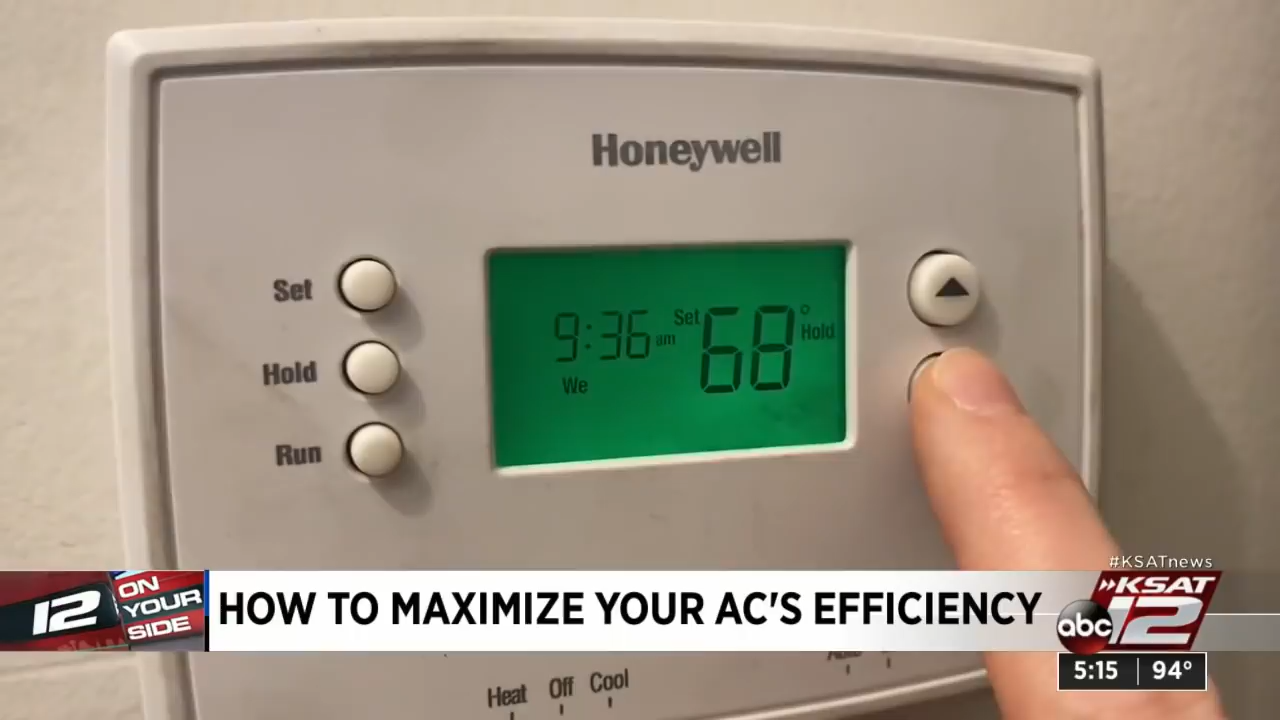 Honeywell
Set
Hold
Run
9:36 am
We
Set 68° Hold
#KSATnews
12 ON YOUR SIDE
HOW TO MAXIMIZE YOUR AC'S EFFICIENCY
abc KSAT 12
5:15 94°
Heat Off Cool